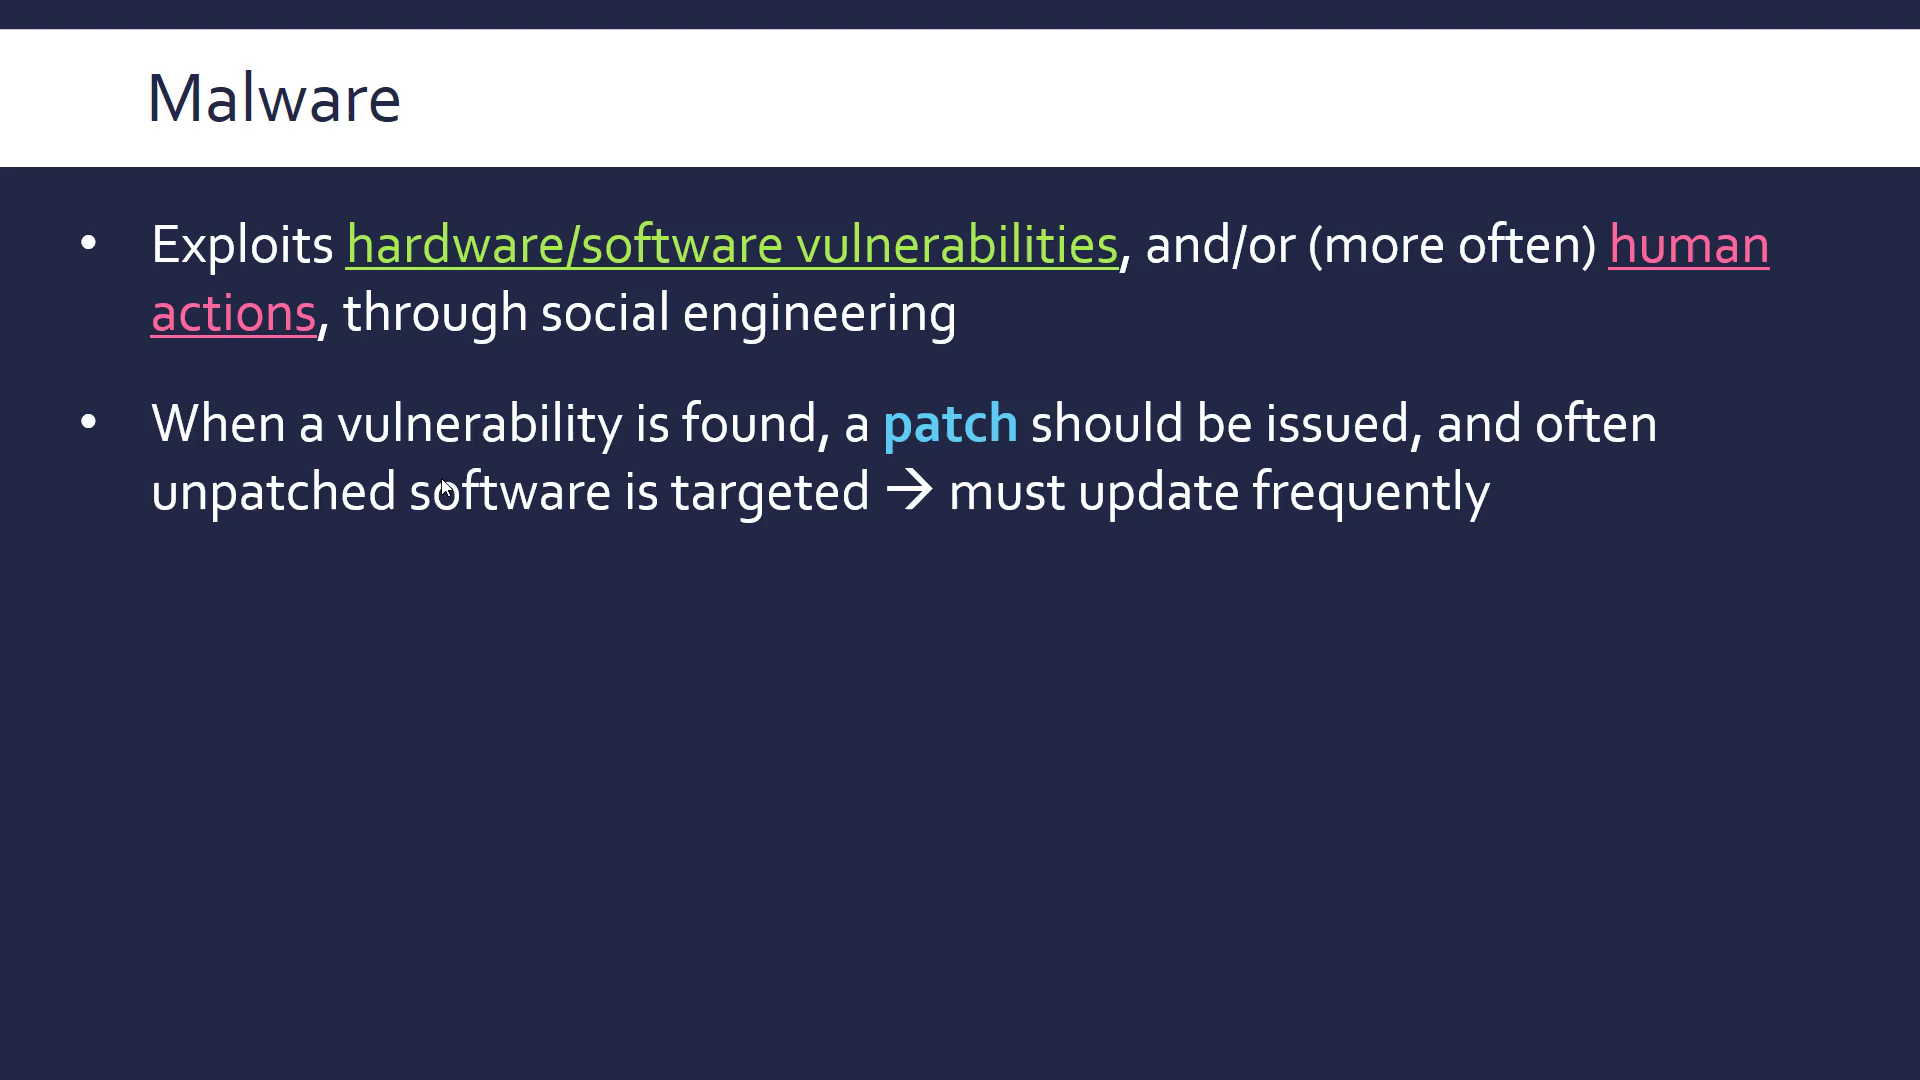 Malware
• Exploits hardware/software vulnerabilities, and/or (more often) human
actions, through social engineering
• When a vulnerability is found, a patch should be issued, and often
unpatched software is targeted → must update frequently